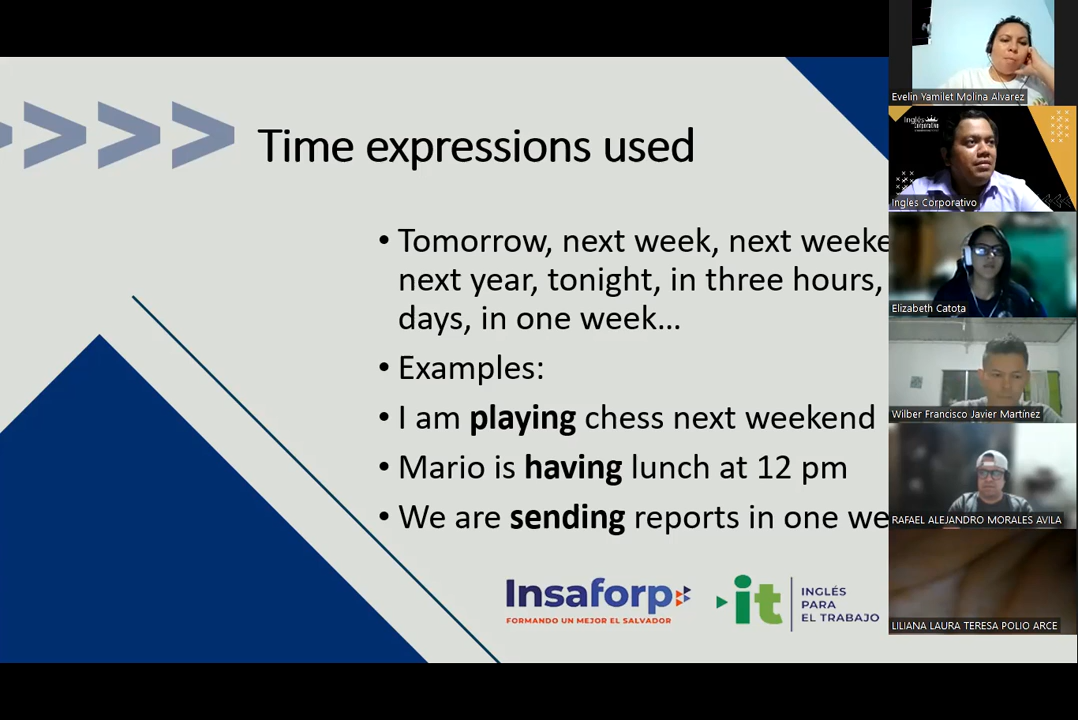 Time expressions used
• Tomorrow, next week, next weeke
next year, tonight, in three hours,
days, in one week...
• Examples:
• I am playing chess next weekend
• Mario is having lunch at 12 pm
• We are sending reports in one we
Insaforp
FORMANDO UN MEJOR EL SALVADOR
it
INGLÉS
PARA
EL TRABAJO
Evelin Yamilet Molina Alvarez
Inglés
Corporativo
Ingles Corporativo
Elizabeth Catota
Wilber Francisco Javier Martínez
RAFAEL ALEJANDRO MORALES AVILA
LILIANA LAURA TERESA POLIO ARCE